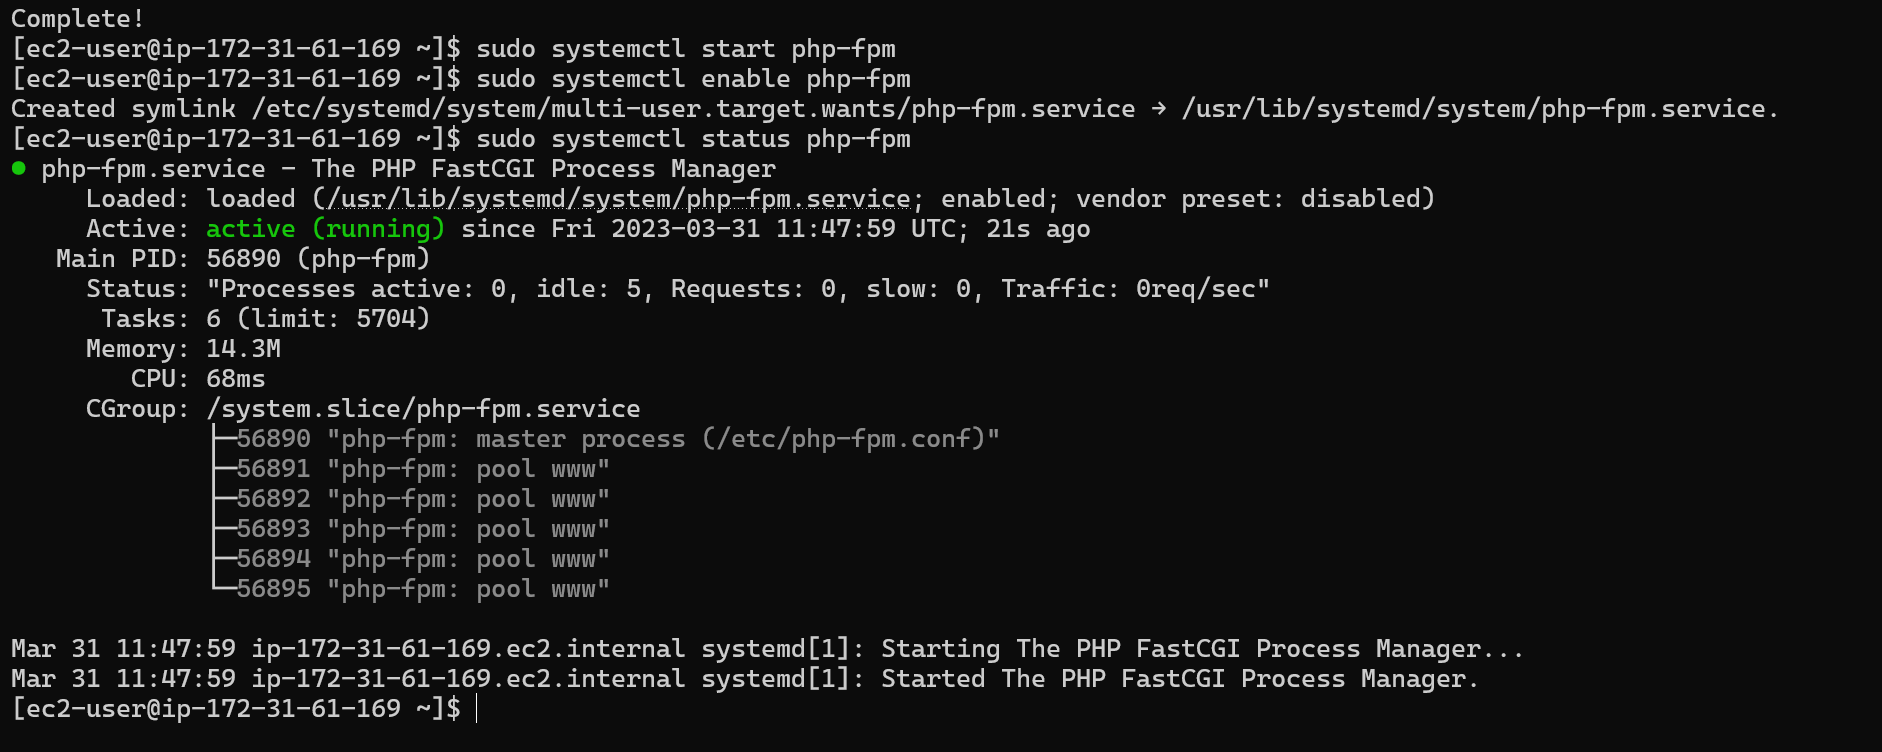 Complete!
[ec2-user@ip-172-31-61-169 ~]$ sudo systemctl start php-fpm
[ec2-user@ip-172-31-61-169 ~]$ sudo systemctl enable php-fpm
Created symlink /etc/systemd/system/multi-user.target.wants/php-fpm.service → /usr/lib/systemd/system/php-fpm.service.
[ec2-user@ip-172-31-61-169 ~]$ sudo systemctl status php-fpm
● php-fpm.service - The PHP FastCGI Process Manager
     Loaded: loaded (/usr/lib/systemd/system/php-fpm.service; enabled; vendor preset: disabled)
     Active: active (running) since Fri 2023-03-31 11:47:59 UTC; 21s ago
   Main PID: 56890 (php-fpm)
     Status: "Processes active: 0, idle: 5, Requests: 0, slow: 0, Traffic: 0req/sec"
      Tasks: 6 (limit: 5704)
     Memory: 14.3M
        CPU: 68ms
     CGroup: /system.slice/php-fpm.service
             ├─56890 "php-fpm: master process (/etc/php-fpm.conf)"
             ├─56891 "php-fpm: pool www"
             ├─56892 "php-fpm: pool www"
             ├─56893 "php-fpm: pool www"
             ├─56894 "php-fpm: pool www"
             └─56895 "php-fpm: pool www"
Mar 31 11:47:59 ip-172-31-61-169.ec2.internal systemd[1]: Starting The PHP FastCGI Process Manager...
Mar 31 11:47:59 ip-172-31-61-169.ec2.internal systemd[1]: Started The PHP FastCGI Process Manager.
[ec2-user@ip-172-31-61-169 ~]$